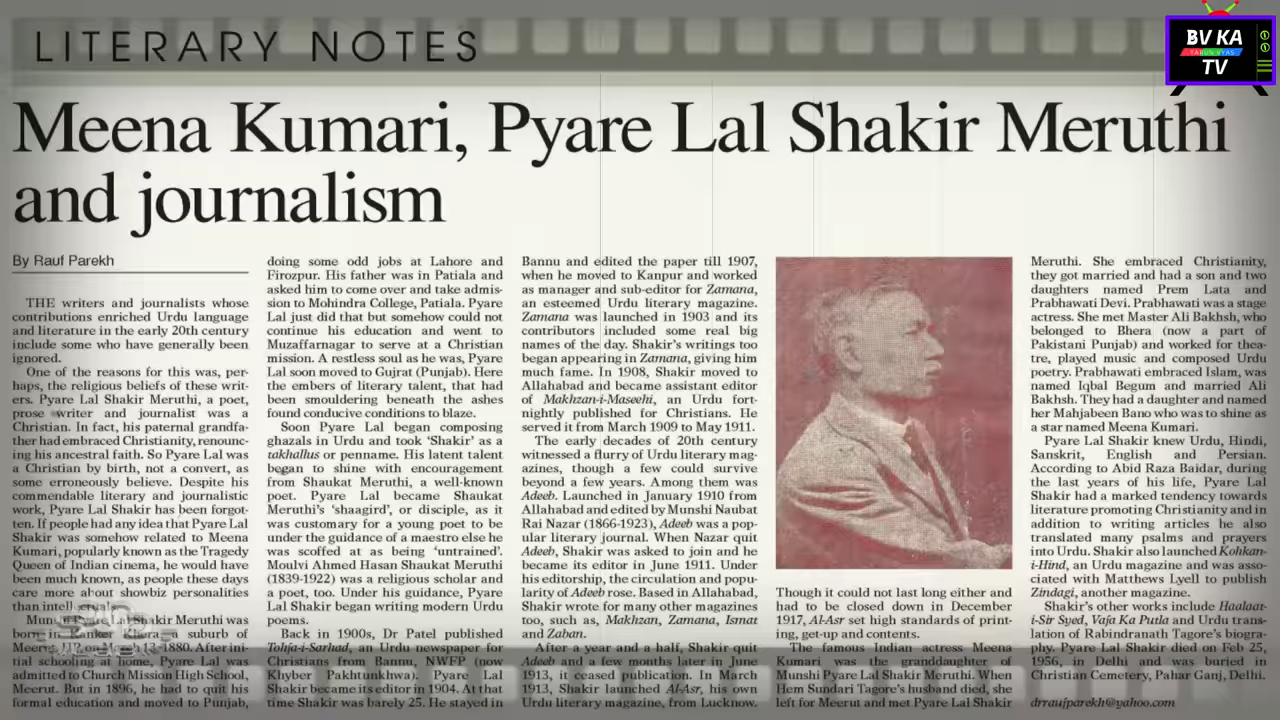 LITERARY NOTES
BV KA
TARUN VYAS
TV
Meena Kumari, Pyare Lal Shakir Meruthi
and journalism
By Rauf Parekh
THE writers and journalists whose
contributions enriched Urdu language
and literature in the early 20th century
include some who have generally been
ignored.
One of the reasons for this was, per-
haps, the religious beliefs of these writ-
ers. Pyare Lal Shakir Meruthi, a poet,
prose writer and journalist was a
Christian. In fact, his paternal grandfa-
ther had embraced Christianity, renounc-
ing his ancestral faith. So Pyare Lal was
a Christian by birth, not a convert, as
some erroneously believe. Despite his
commendable literary and journalistic
work, Pyare Lal Shakir has been forgot-
ten. If people had any idea that Pyare Lal
Shakir was somehow related to Meena
Kumari, popularly known as the Tragedy
Queen of Indian cinema, he would have
been much known, as people these days
care more about showbiz personalities
than
Lal Shakir Meruthi was
born in Kanker Khera, a suburb of
1880. After ini-
tial schooling at home, Pyare Lal was
admitted to Church Mission High School,
Meerut. But in 1896, he had to quit his
formal education and moved to Punjab,
doing some odd jobs at Lahore and
Firozpur. His father was in Patiala and
asked him to come over and take admis-
sion to Mohindra College, Patiala. Pyare
Lal just did that but somehow could not
continue his education and went to
Muzaffarnagar to serve at a Christian
mission. A restless soul as he was, Pyare
Lal soon moved to Gujrat (Punjab). Here
the embers of literary talent, that had
been smouldering beneath the ashes
found conducive conditions to blaze.
Soon Pyare Lal began composing
ghazals in Urdu and took ‘Shakir’ as a
takhallus or penname. His latent talent
began to shine with encouragement
from Shaukat Meruthi, a well-known
poet. Pyare Lal became Shaukat
Meruthi’s ‘shaagird’, or disciple, as it
was customary for a young poet to be
under the guidance of a maestro else he
was scoffed at as being ‘untrained’.
Moulvi Ahmed Hasan Shaukat Meruthi
(1839-1922) was a religious scholar and
a poet, too. Under his guidance, Pyare
Lal Shakir began writing modern Urdu
poems.
Back in 1900s, Dr Patel published
Tohfa-i-Sarhad, an Urdu newspaper for
Christians from Bannu, NWFP (now
Khyber Pakhtunkhwa). Pyare Lal
Shakir became its editor in 1904. At that
time Shakir was barely 25. He stayed in
Bannu and edited the paper till 1907,
when he moved to Kanpur and worked
as manager and sub-editor for Zamana,
an esteemed Urdu literary magazine.
Zamana was launched in 1903 and its
contributors included some real big
names of the day. Shakir’s writings too
began appearing in Zamana, giving him
much fame. In 1908, Shakir moved to
Allahabad and became assistant editor
of Makhzan-i-Maseehi, an Urdu fort-
nightly published for Christians. He
served it from March 1909 to May 1911.
The early decades of 20th century
witnessed a flurry of Urdu literary mag-
azines, though a few could survive
beyond a few years. Among them was
Adeeb. Launched in January 1910 from
Allahabad and edited by Munshi Naubat
Rai Nazar (1866-1923), Adeeb was a pop-
ular literary journal. When Nazar quit
Adeeb, Shakir was asked to join and he
became its editor in June 1911. Under
his editorship, the circulation and popu-
larity of Adeeb rose. Based in Allahabad,
Shakir wrote for many other magazines
too, such as, Makhzan, Zamana, Ismat
and Zaban.
After a year and a half, Shakir quit
Adeeb and a few months later in June
1913, it ceased publication. In March
1913, Shakir launched Al-Asr, his own
Urdu literary magazine, from Lucknow.
Though it could not last long either and
had to be closed down in December
1917, Al-Asr set high standards of print-
ing, get-up and contents.
The famous Indian actress Meena
Kumari was the granddaughter of
Munshi Pyare Lal Shakir Meruthi. When
Hem Sundari Tagore’s husband died, she
left for Meerut and met Pyare Lal Shakir
Meruthi. She embraced Christianity,
they got married and had a son and two
daughters named Prem Lata and
Prabhawati Devi. Prabhawati was a stage
actress. She met Master Ali Bakhsh, who
belonged to Bhera (now a part of
Pakistani Punjab) and worked for thea-
tre, played music and composed Urdu
poetry. Prabhawati embraced Islam, was
named Iqbal Begum and married Ali
Bakhsh. They had a daughter and named
her Mahjabeen Bano who was to shine as
a star named Meena Kumari.
Pyare Lal Shakir knew Urdu, Hindi,
Sanskrit, English and Persian.
According to Abid Raza Baidar, during
the last years of his life, Pyare Lal
Shakir had a marked tendency towards
literature promoting Christianity and in
addition to writing articles he also
translated many psalms and prayers
into Urdu. Shakir also launched Kohkan-
i-Hind, an Urdu magazine and was asso-
ciated with Matthews Lyell to publish
Zindagi, another magazine.
Shakir’s other works include Haalaat-
i-Sir Syed, Vafa Ka Putla and Urdu trans-
lation of Rabindranath Tagore’s biogra-
phy. Pyare Lal Shakir died on Feb 25,
1956, in Delhi and was buried in
Christian Cemetery, Pahar Ganj, Delhi.
drraufparekh@yahoo.com